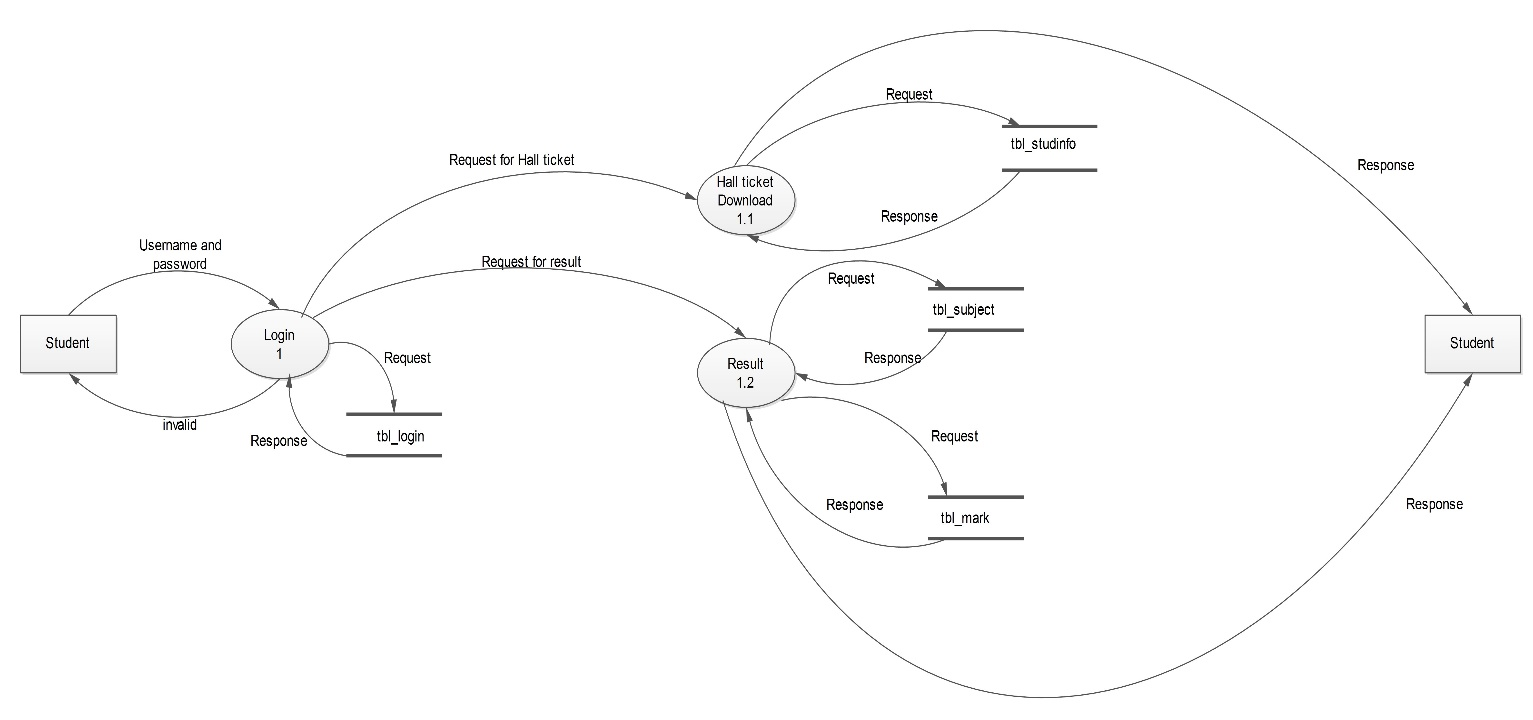 Request
tbl_studinfo
Request for Hall ticket
Response
Hall ticket
Download
1.1
Response
Username and
password
Request for result
Request
tbl_subject
Student
Login
1
Request
Response
Result
1.2
Student
invalid
Response
tbl_login
Request
Response
tbl_mark
Response